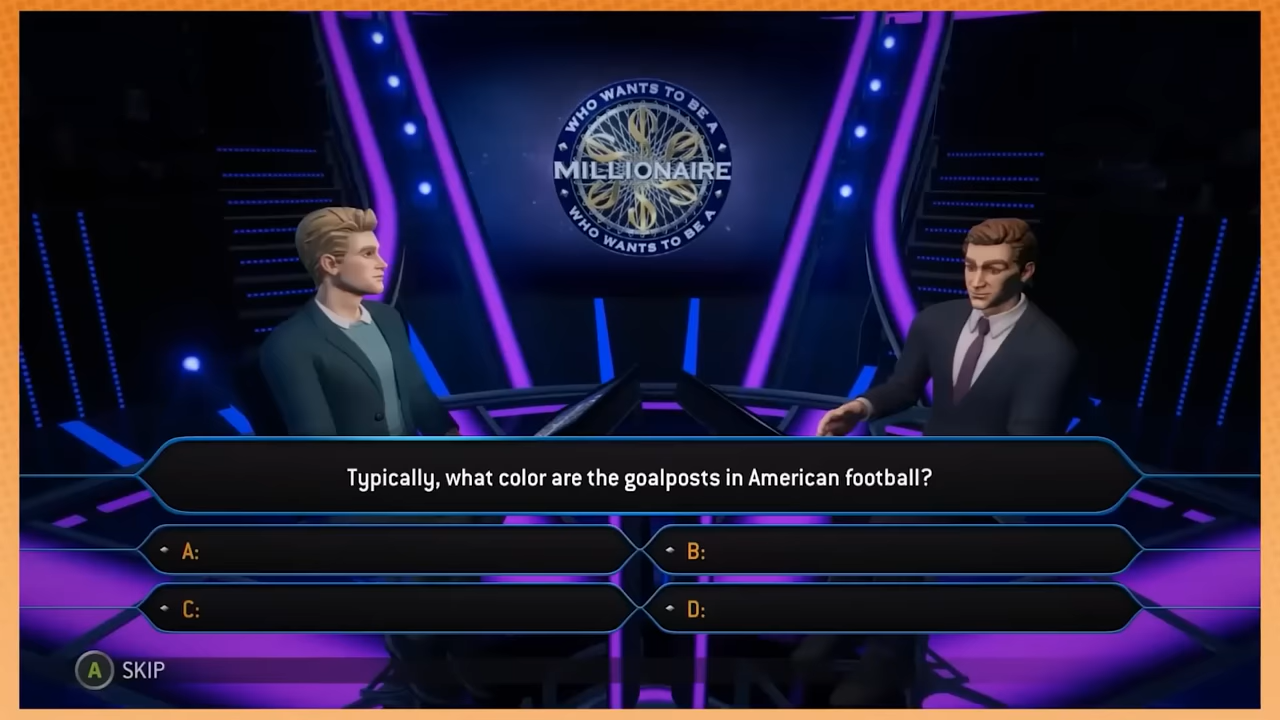 WHO WANTS TO BE A
MILLIONAIRE
WHO WANTS TO BE A
Typically, what color are the goalposts in American football?
A:
B:
C:
D:
A SKIP